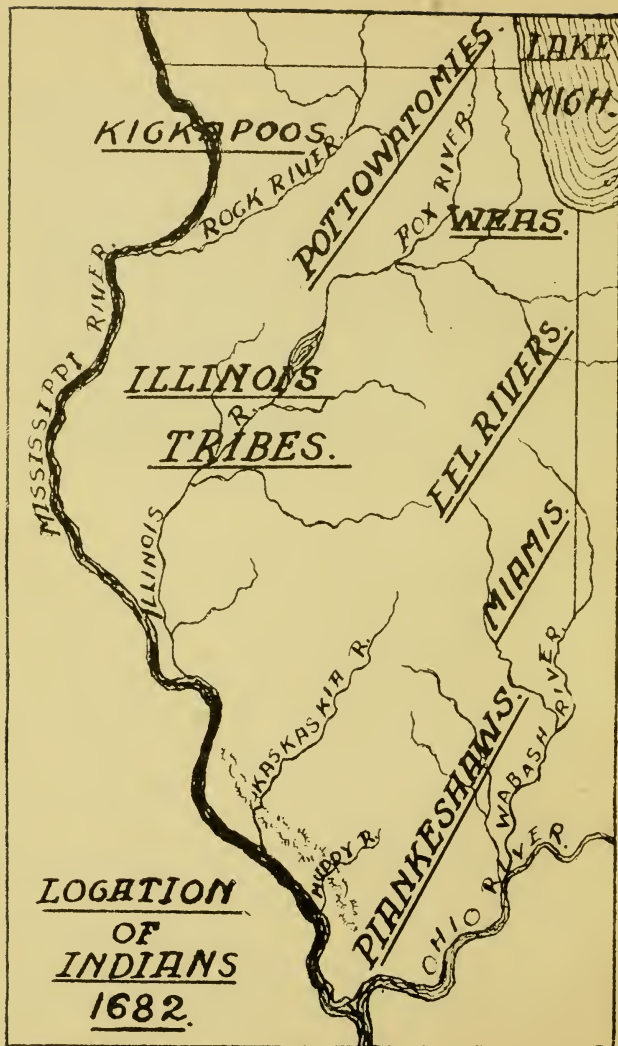 LAKE
MICH.
KICKAPOOS
ROCK RIVER.
POTTOWATOMIES.
FOX RIVER.
WEAS.
MISSISSIPPI RIVER.
ILLINOIS
TRIBES.
ILLINOIS R.
EEL RIVERS.
MIAMIS.
KASKASKIA R.
WABASH RIVER.
PIANKESHAWS.
MUDDY R.
OHIO RIVER.
LOCATION
OF
INDIANS
1682.